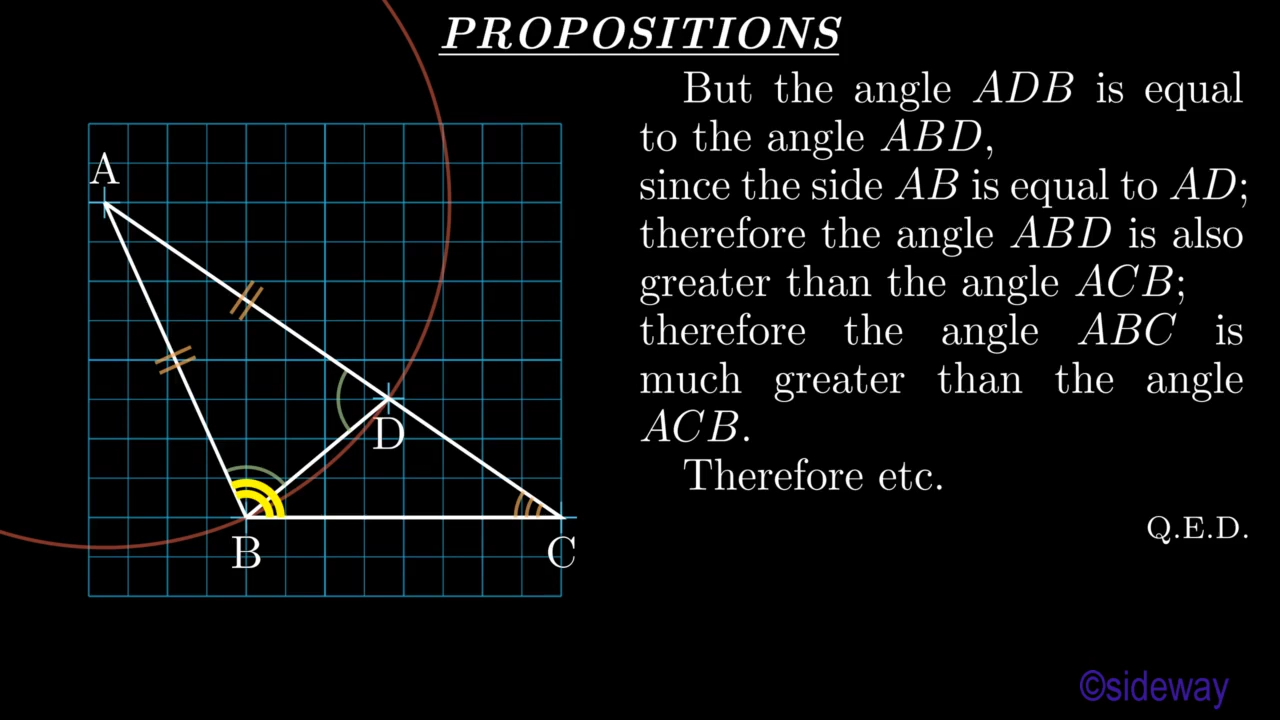 PROPOSITIONS
But the angle ADB is equal
to the angle ABD,
since the side AB is equal to AD;
therefore the angle ABD is also
greater than the angle ACB;
therefore the angle ABC is
much greater than the angle
ACB.
Therefore etc.
Q.E.D.
A
D
B
C
©sideway